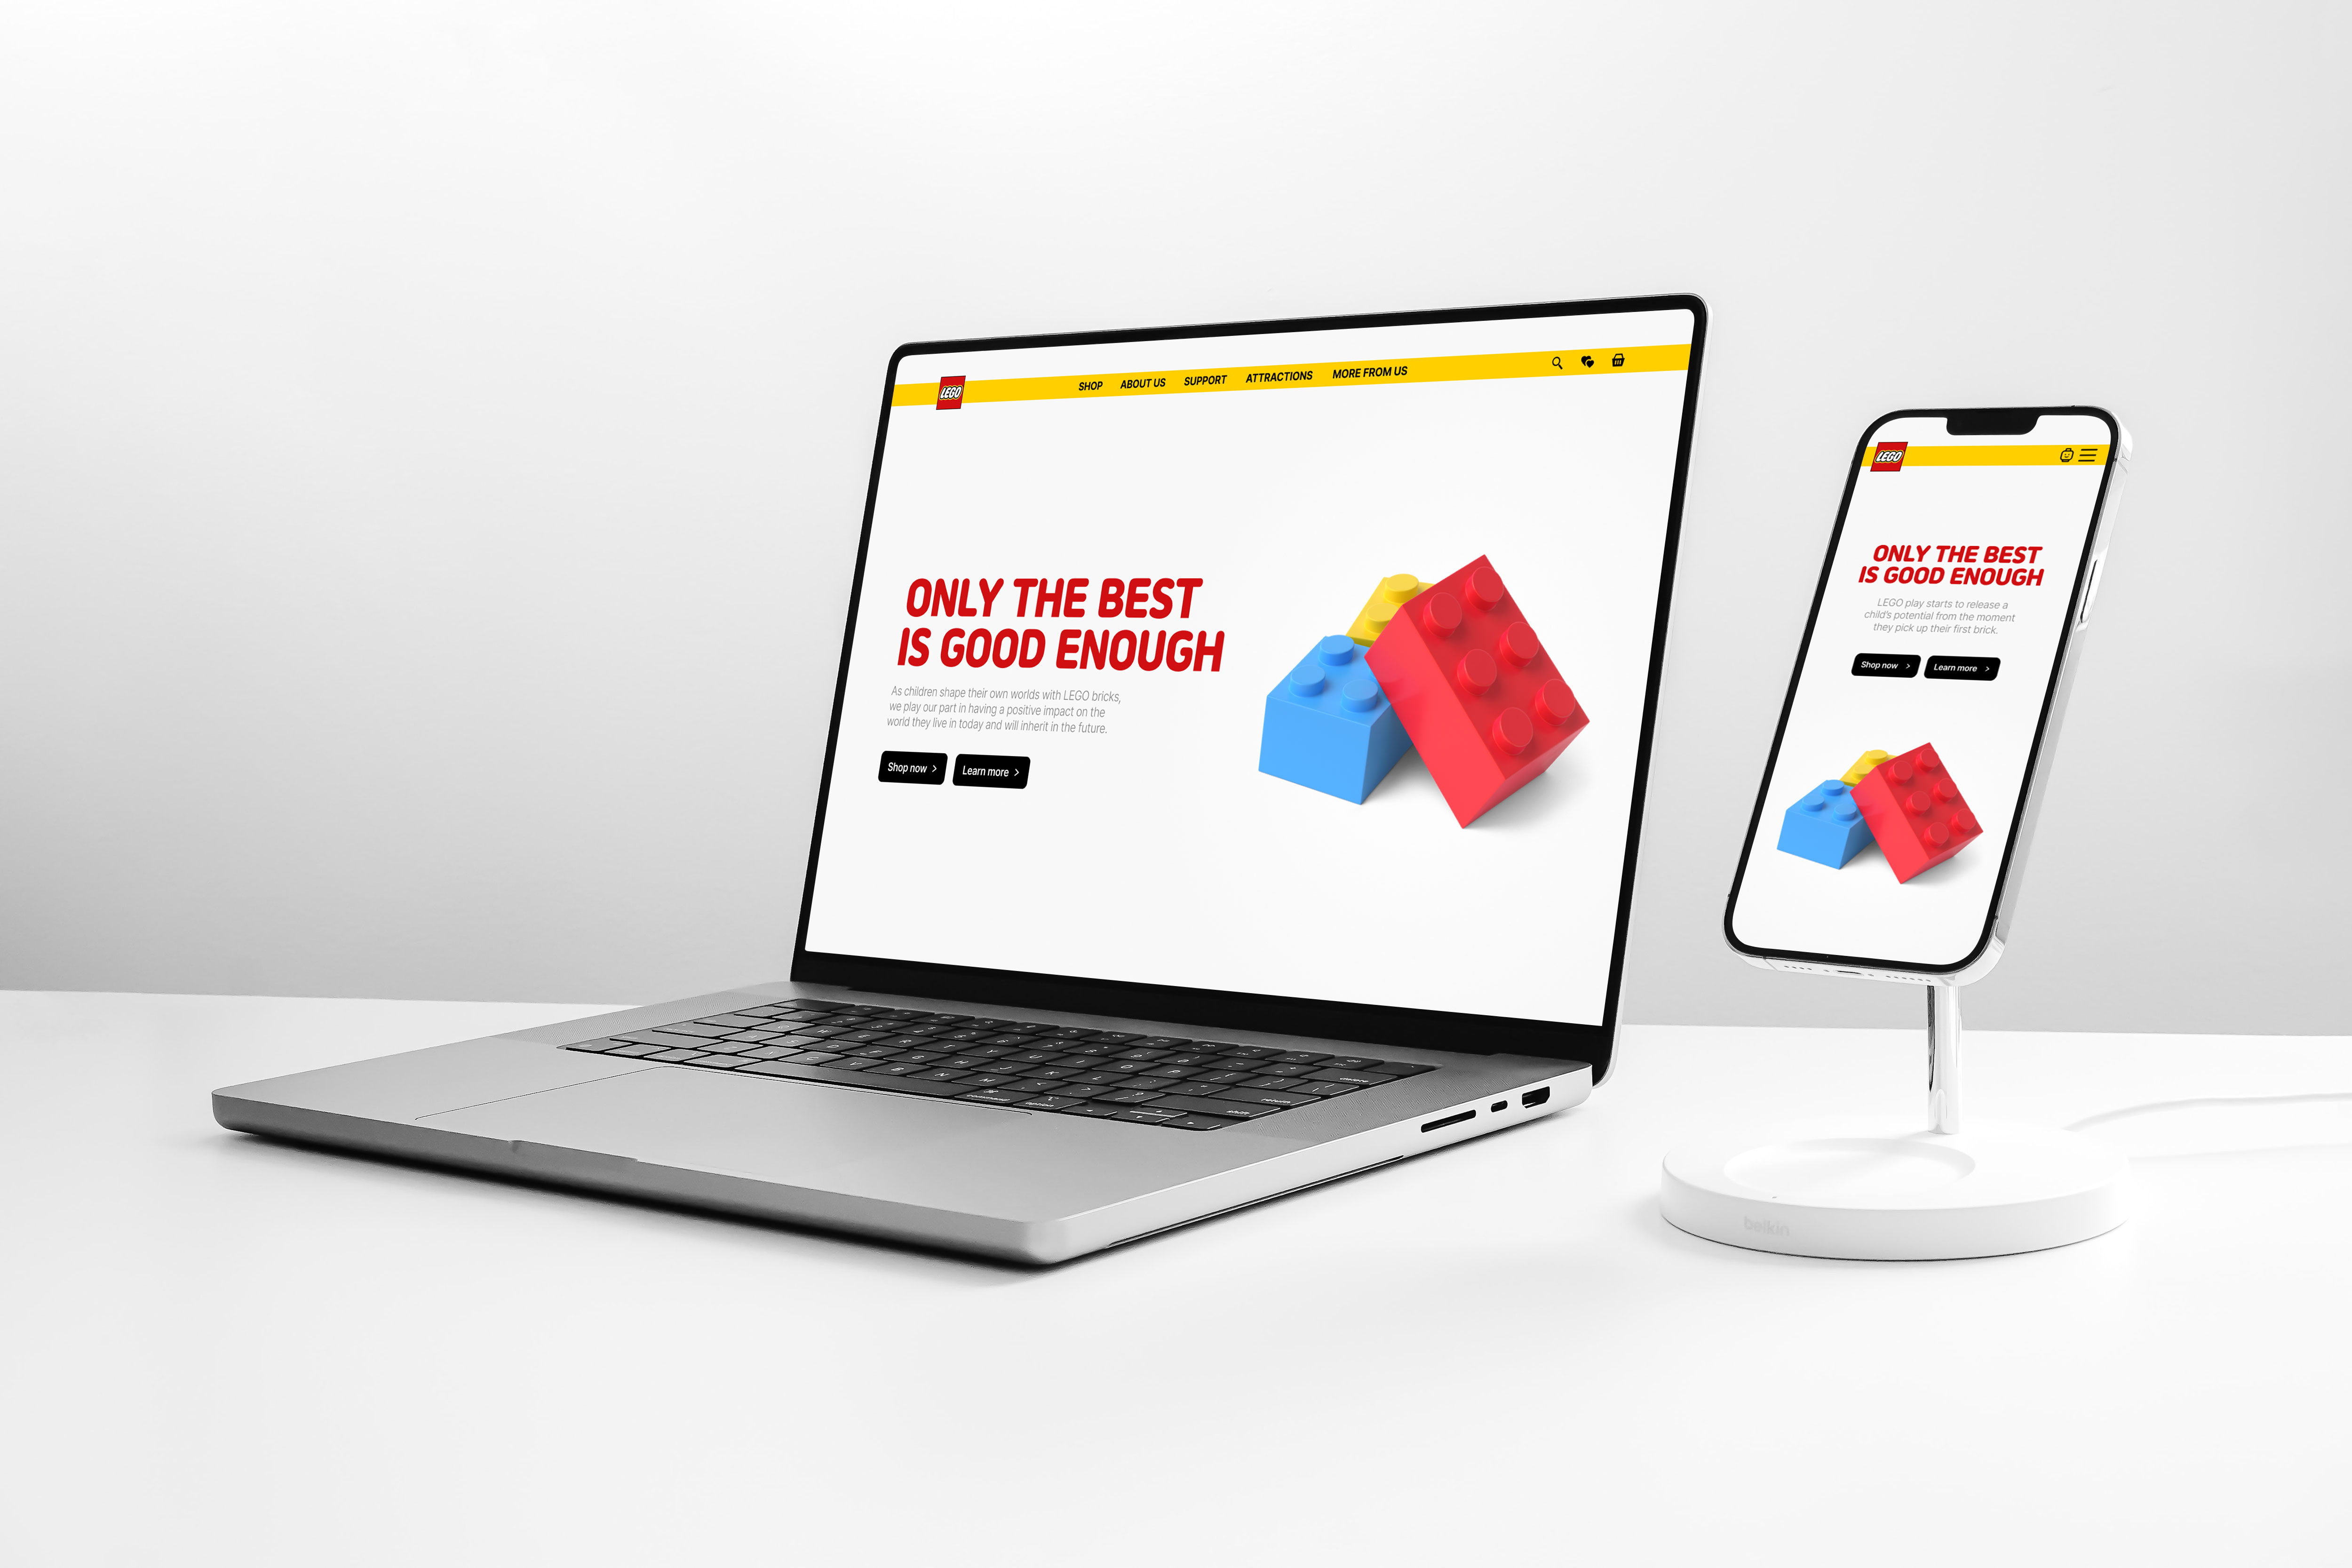 LEGO
SHOP ABOUT US SUPPORT ATTRACTIONS MORE FROM US
ONLY THE BEST
IS GOOD ENOUGH
As children shape their own worlds with LEGO bricks,
we play our part in having a positive impact on the
world they live in today and will inherit in the future.
Shop now > Learn more >
LEGO
ONLY THE BEST
IS GOOD ENOUGH
LEGO play starts to release a
child's potential from the moment
they pick up their first brick.
Shop now > Learn more >
command option
return
shift
belkin